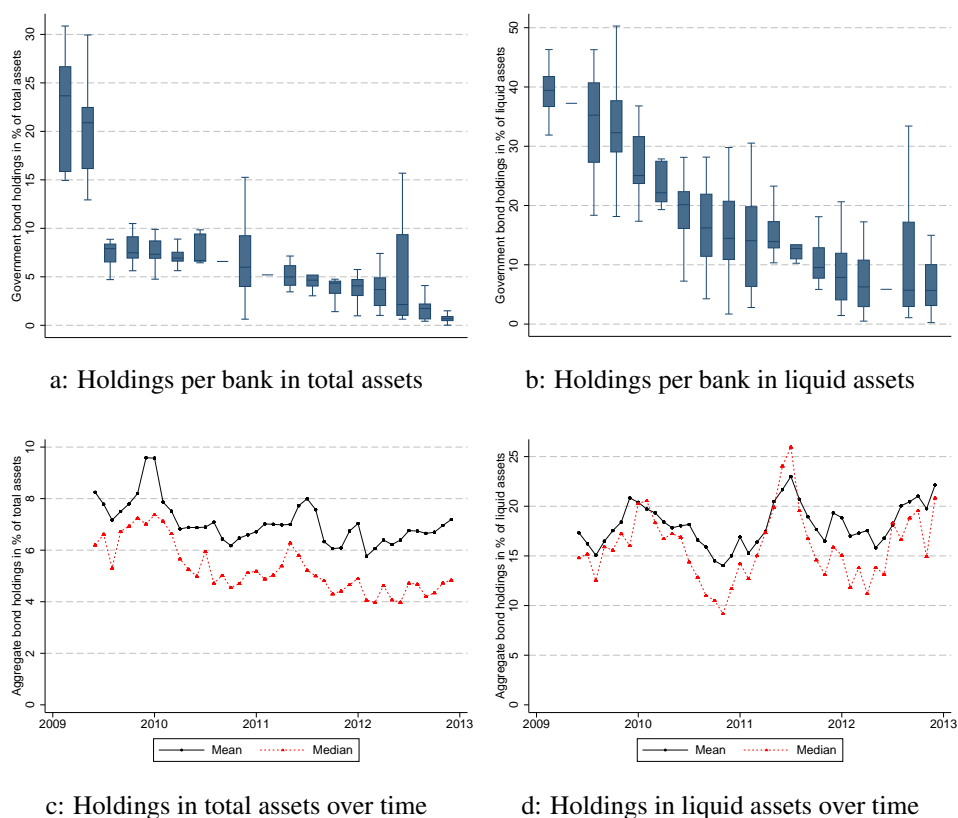 Government bond holdings in % of total assets
30
25
20
15
10
5
0
a: Holdings per bank in total assets
Government bond holdings in % of liquid assets
50
40
30
20
10
0
b: Holdings per bank in liquid assets
Aggregate bond holdings in % of total assets
10
8
6
4
2
0
2009 2010 2011 2012 2013
Mean Median
c: Holdings in total assets over time
Aggregate bond holdings in % of liquid assets
25
20
15
10
5
0
2009 2010 2011 2012 2013
Mean Median
d: Holdings in liquid assets over time